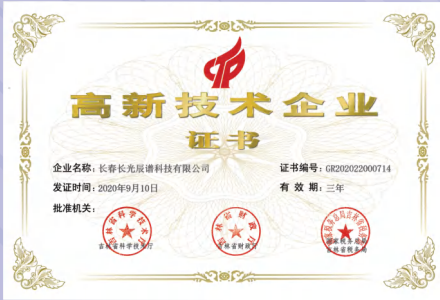 高新技术企业
证书
企业名称：长春长光辰谱科技有限公司
证书编号：GR202022000714
发证时间：2020年9月10日
有效期：三年
批准机关：
吉林省科学技术厅
吉林省财政厅
国家税务总局
吉林省税务局